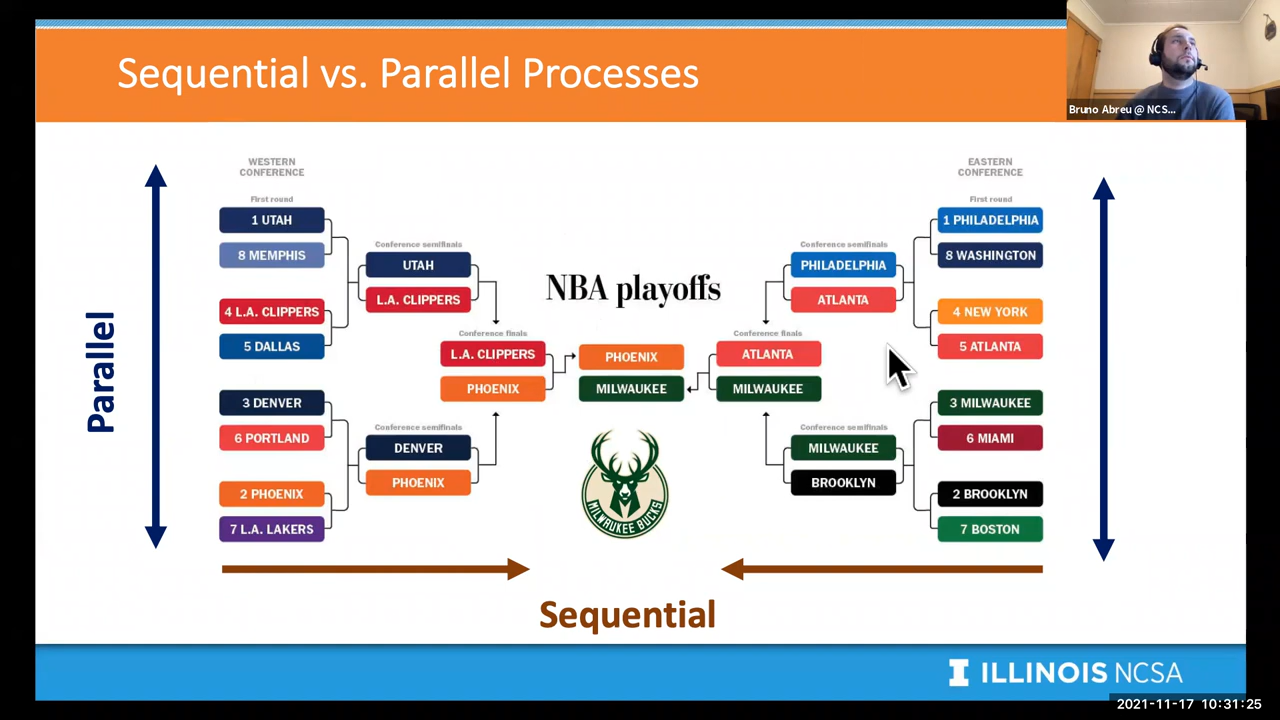 Sequential vs. Parallel Processes
Bruno Abreu @ NCS...
WESTERN
CONFERENCE
First round
1 UTAH
8 MEMPHIS
4 L.A. CLIPPERS
5 DALLAS
3 DENVER
6 PORTLAND
2 PHOENIX
7 L.A. LAKERS
Conference semifinals
UTAH
L.A. CLIPPERS
Conference semifinals
DENVER
PHOENIX
Conference finals
L.A. CLIPPERS
PHOENIX
NBA playoffs
PHOENIX
MILWAUKEE
MILWAUKEE BUCKS
Conference finals
ATLANTA
MILWAUKEE
Conference semifinals
PHILADELPHIA
ATLANTA
Conference semifinals
MILWAUKEE
BROOKLYN
EASTERN
CONFERENCE
First round
1 PHILADELPHIA
8 WASHINGTON
4 NEW YORK
5 ATLANTA
3 MILWAUKEE
6 MIAMI
2 BROOKLYN
7 BOSTON
Parallel
Sequential
I ILLINOIS NCSA
2021-11-17 10:31:25